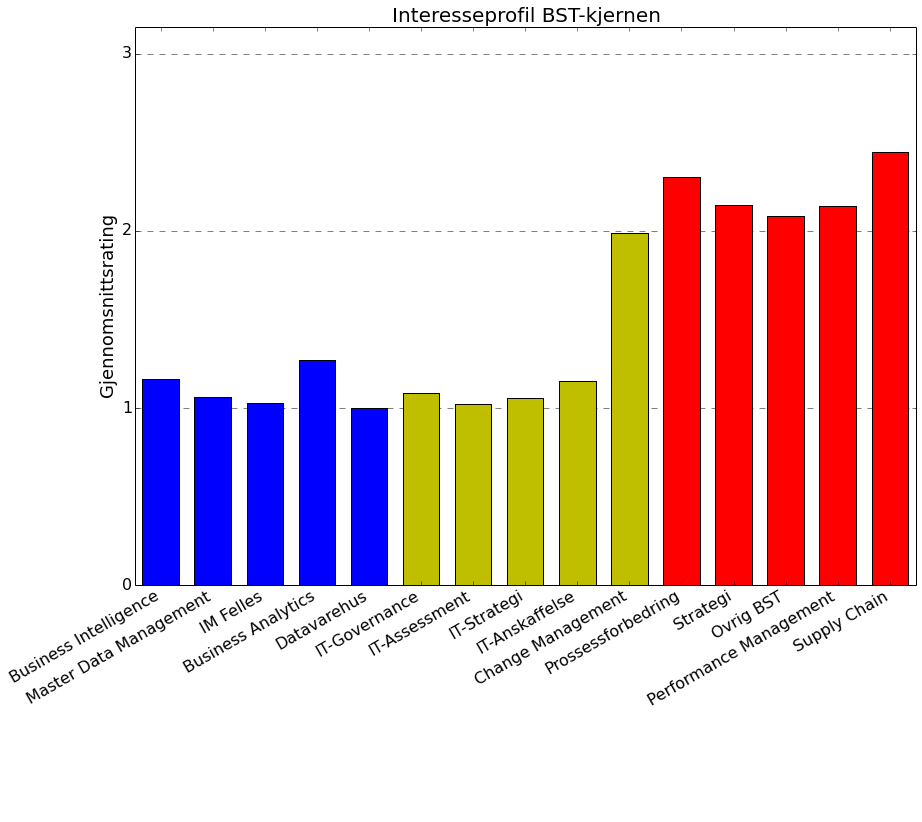 Interesseprofil BST-kjernen
Gjennomsnittsrating
3
2
1
0
Business Intelligence
Master Data Management
IM Felles
Business Analytics
Datavarehus
IT-Governance
IT-Assessment
IT-Strategi
IT-Anskaffelse
Change Management
Prossessforbedring
Strategi
Ovrig BST
Performance Management
Supply Chain